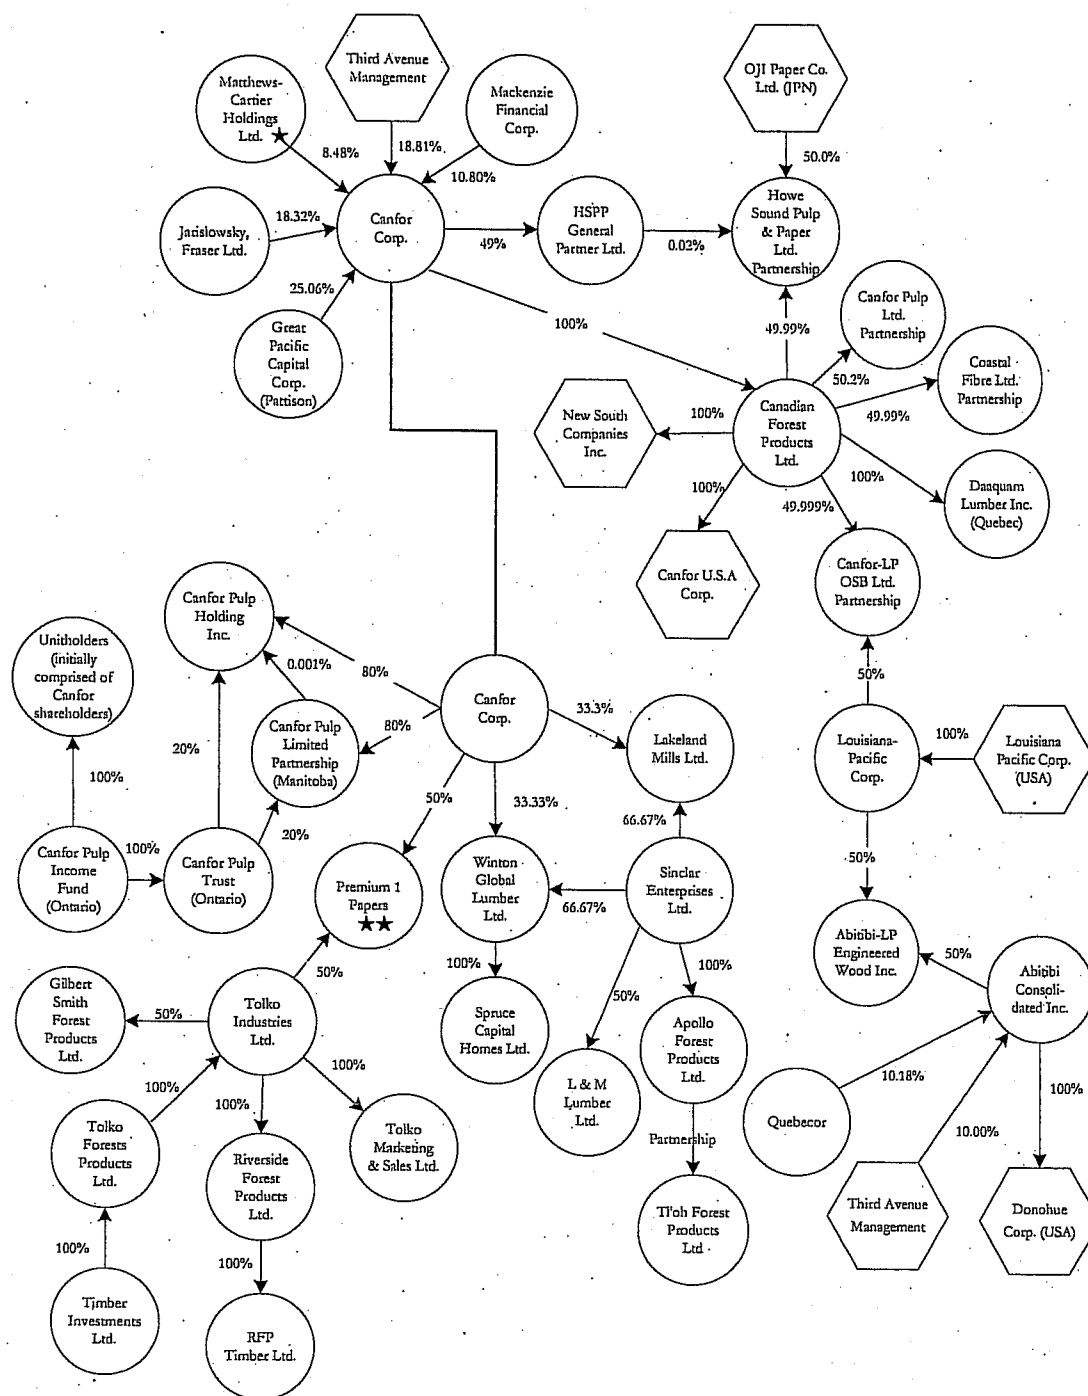 Third Avenue
Management
OJI Paper Co.
Ltd. (JPN)
Matthews-
Cartier
Holdings
Ltd. ★
Mackenzie
Financial
Corp.
8.48%
18.81%
10.80%
50.0%
Jarislowsky,
Fraser Ltd.
18.32%
Canfor
Corp.
49%
HSPP
General
Partner Ltd.
0.02%
Howe
Sound Pulp
& Paper
Ltd.
Partnership
25.06%
Great
Pacific
Capital
Corp.
(Pattison)
100%
49.99%
Canfor Pulp
Ltd.
Partnership
50.2%
Coastal
Fibre Ltd.
Partnership
49.99%
New South
Companies
Inc.
100%
Canadian
Forest
Products
Ltd.
100%
100%
49.999%
Daaquam
Lumber Inc.
(Quebec)
Canfor U.S.A
Corp.
Canfor-LP
OSB Ltd.
Partnership
Canfor Pulp
Holding
Inc.
Unitholders
(initially
comprised of
Canfor
shareholders)
0.001%
80%
Canfor
Corp.
33.3%
50%
20%
Canfor Pulp
Limited
Partnership
(Manitoba)
80%
Lakeland
Mills Ltd.
Louisiana-
Pacific
Corp.
100%
Louisiana
Pacific Corp.
(USA)
100%
50%
33.33%
66.67%
20%
Canfor Pulp
Income
Fund
(Ontario)
100%
Canfor Pulp
Trust
(Ontario)
Premium 1
Papers
★★
Winton
Global
Lumber
Ltd.
66.67%
Sinclar
Enterprises
Ltd.
50%
Abitibi-LP
Engineered
Wood Inc.
50%
Abitibi
Consoli-
dated Inc.
50%
100%
50%
100%
Gilbert
Smith
Forest
Products
Ltd.
50%
Tolko
Industries
Ltd.
Spruce
Capital
Homes Ltd.
Apollo
Forest
Products
Ltd.
100%
100%
100%
L & M
Lumber
Ltd.
10.18%
100%
Tolko
Forests
Products
Ltd.
Riverside
Forest
Products
Ltd.
Tolko
Marketing
& Sales Ltd.
Quebecor
Partnership
10.00%
Tl'oh Forest
Products
Ltd
Third Avenue
Management
Donohue
Corp. (USA)
100%
100%
Timber
Investments
Ltd.
RFP
Timber Ltd.